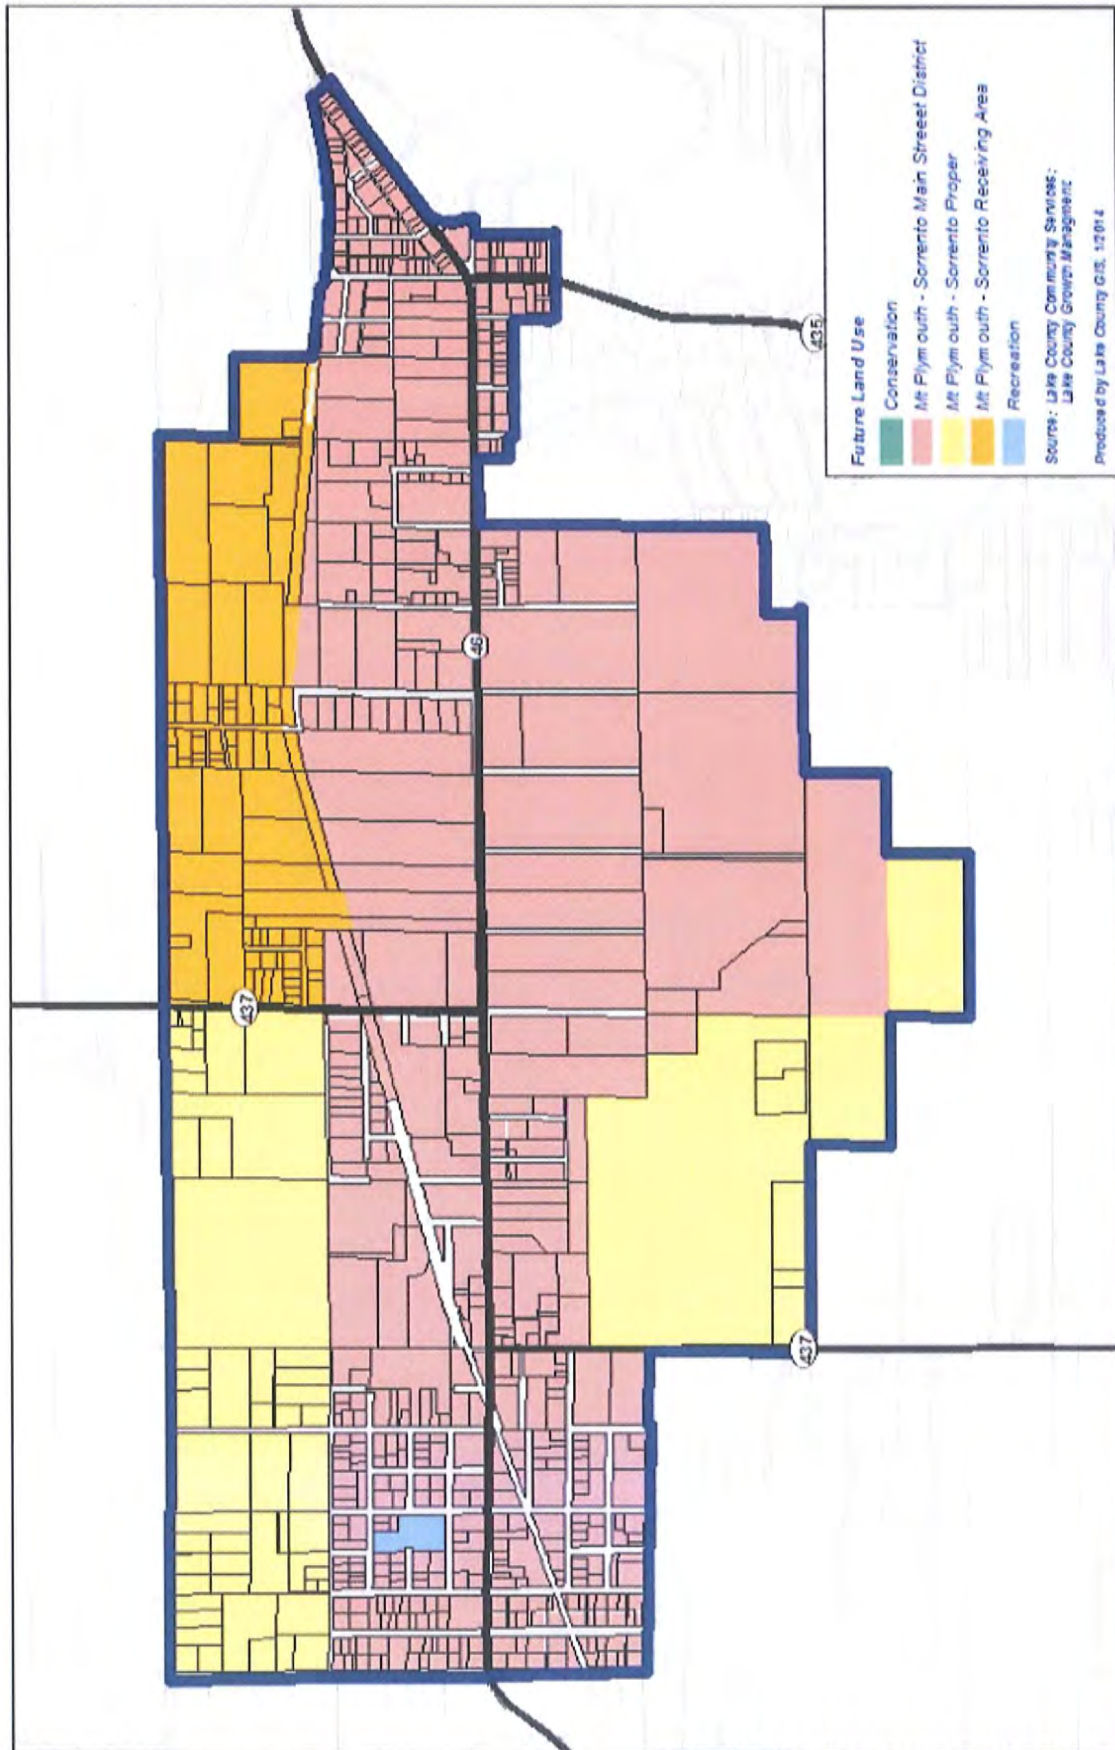 437
46
435
437
Future Land Use
Conservation
Mt Plymouth - Sorrento Main Streeet District
Mt Plymouth - Sorrento Proper
Mt Plymouth - Sorrento Receiving Area
Recreation
Source: Lake County Community Services:
Lake County Growth Managment
Produced by Lake County GIS, 1/2014